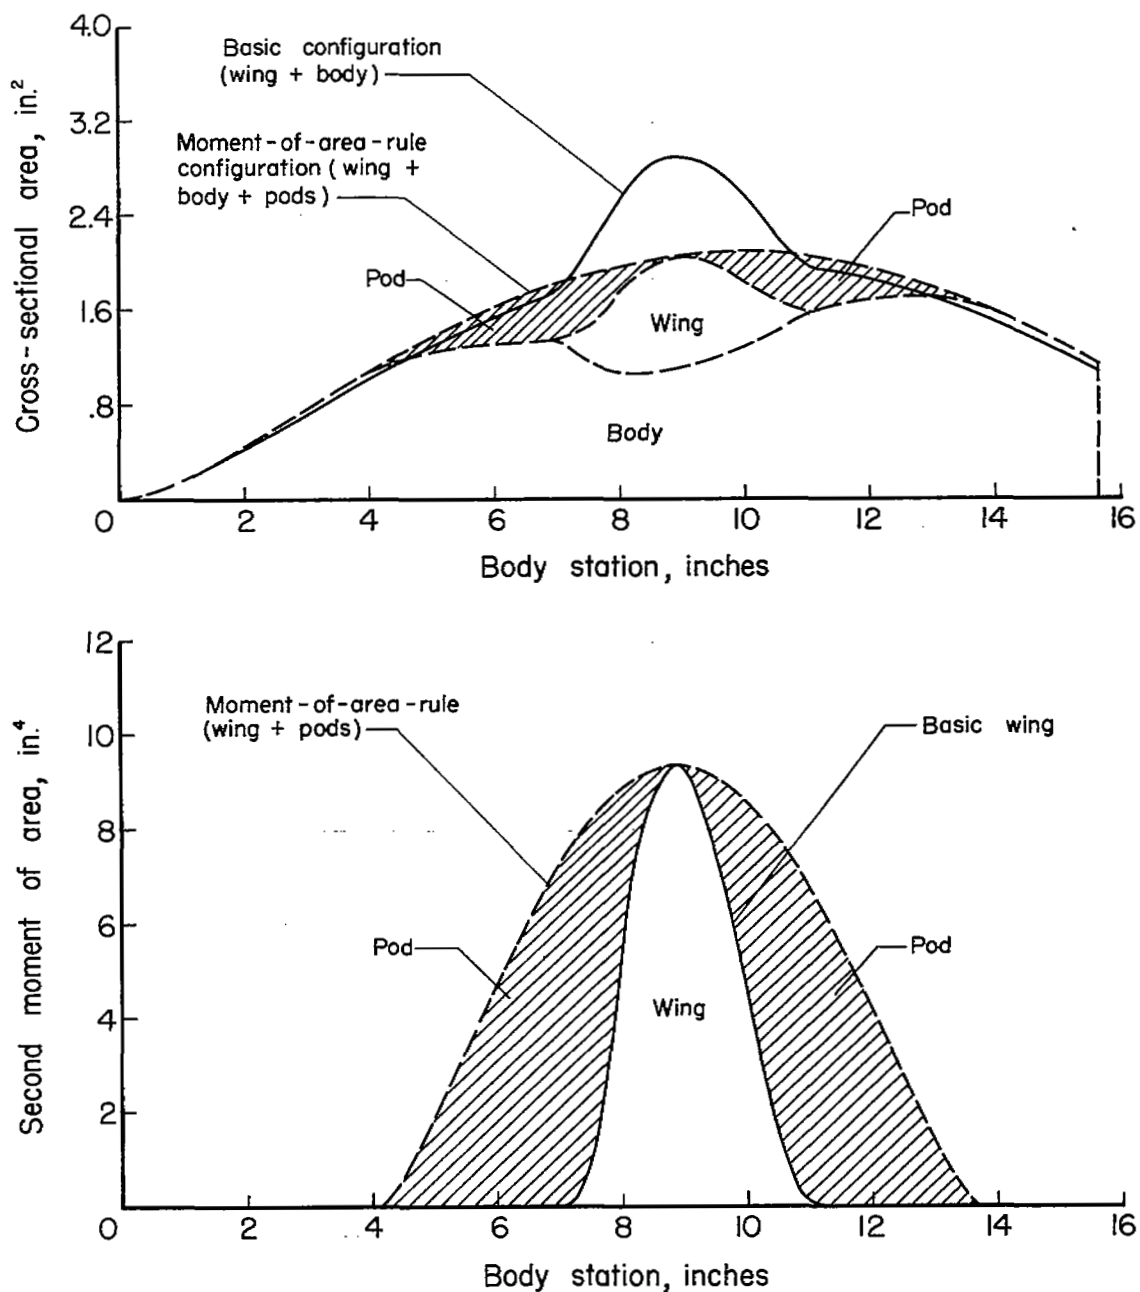 4.0
Basic configuration
(wing + body)
3.2
Moment-of-area-rule
configuration (wing +
body + pods)
2.4
Pod
Pod
1.6
Wing
.8
Body
0 2 4 6 8 10 12 14 16
Cross-sectional area, in.²
Body station, inches
12
Moment-of-area-rule
(wing + pods)
10
Basic wing
8
6
Pod
Pod
4
Wing
2
0 2 4 6 8 10 12 14 16
Second moment of area, in.⁴
Body station, inches